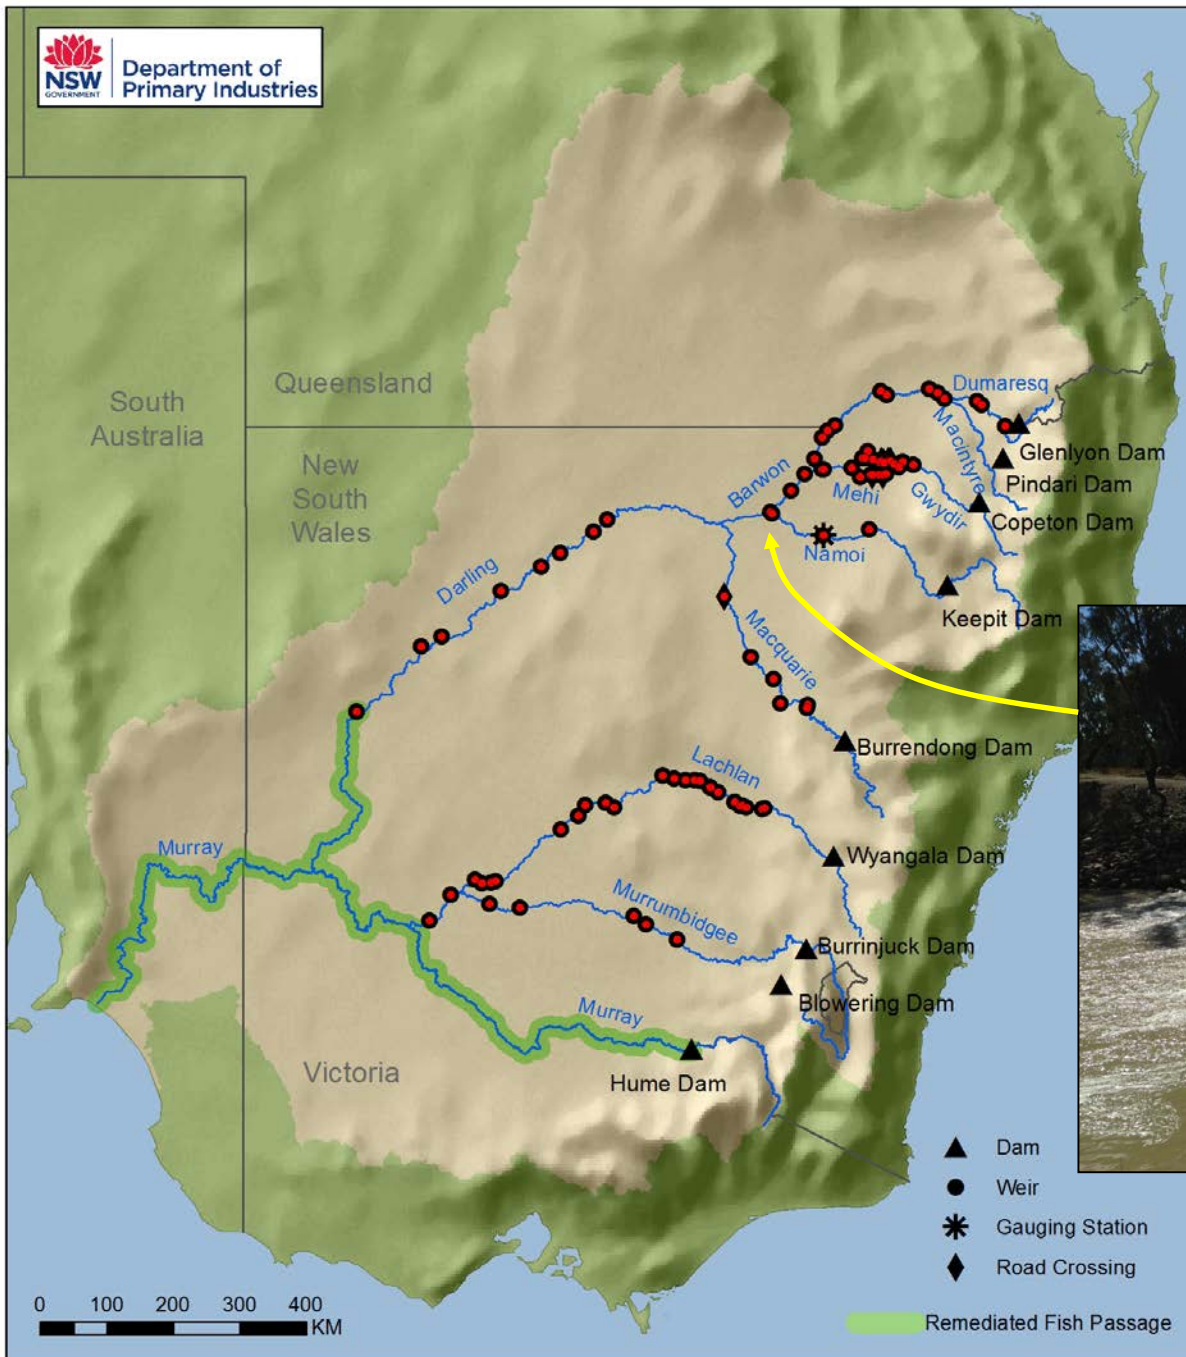 NSW
GOVERNMENT
Department of
Primary Industries
South
Australia
Queensland
New
South
Wales
Dumaresq
Macintyre
Glenlyon Dam
Pindari Dam
Barwon
Mehi
Gwydir
Copeton Dam
Namoi
Keepit Dam
Darling
Macquarie
Burrendong Dam
Lachlan
Wyangala Dam
Murray
Murrumbidgee
Burrinjuck Dam
Blowering Dam
Murray
Hume Dam
Victoria
Dam
Weir
Gauging Station
Road Crossing
Remediated Fish Passage
0 100 200 300 400
KM